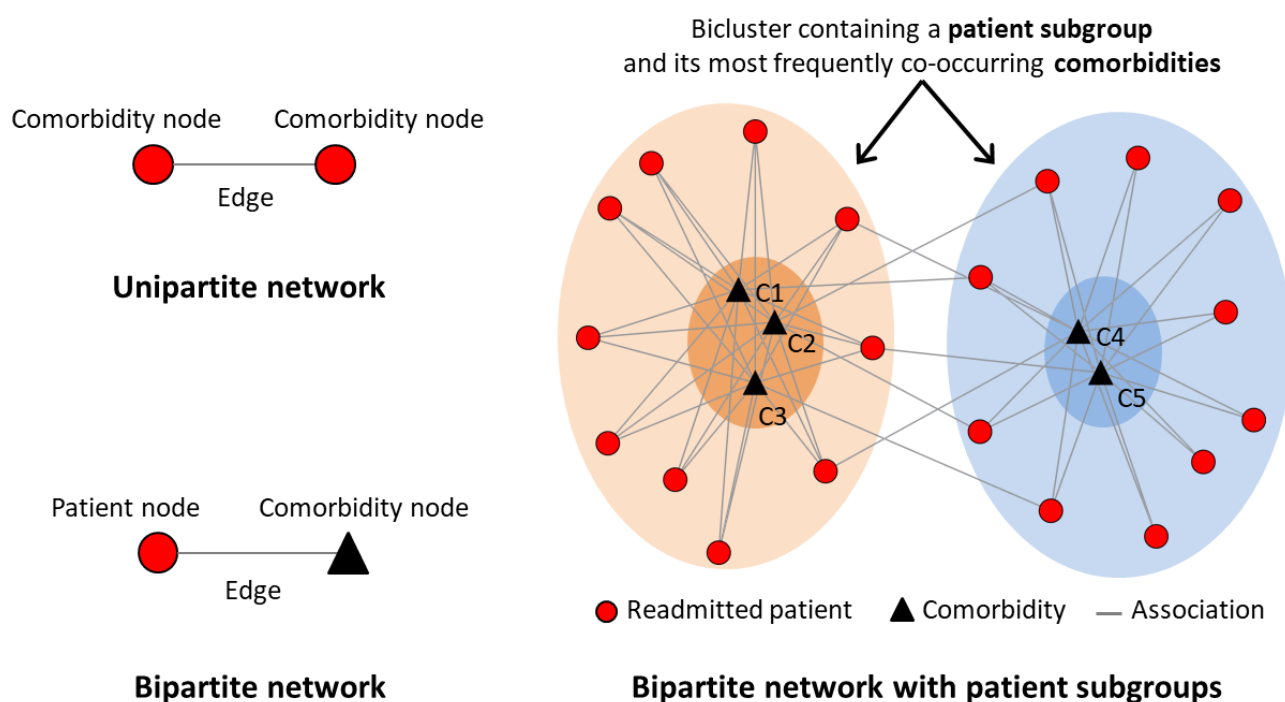 Comorbidity node
Comorbidity node
Edge
Unipartite network
Patient node
Comorbidity node
Edge
Bipartite network
Bicluster containing a patient subgroup
and its most frequently co-occurring comorbidities
C1
C2
C3
C4
C5
Readmitted patient
Comorbidity
Association
Bipartite network with patient subgroups